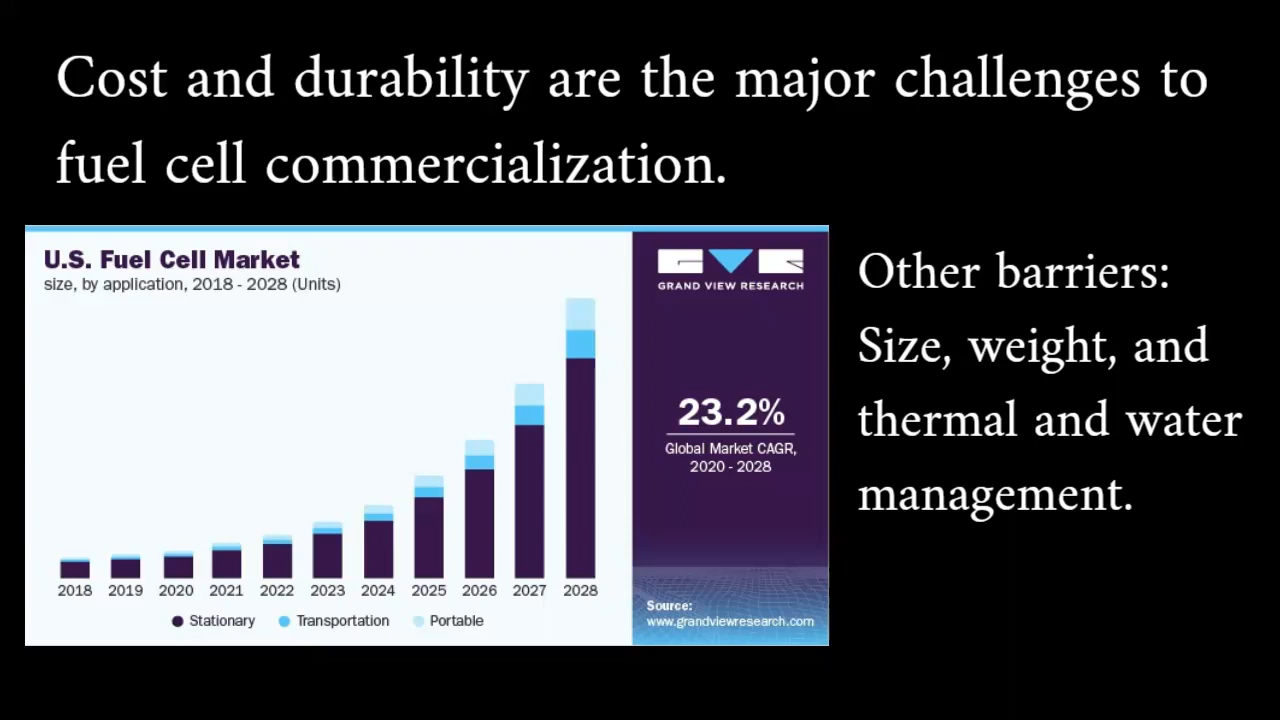 Cost and durability are the major challenges to
fuel cell commercialization.
U.S. Fuel Cell Market
size, by application, 2018 - 2028 (Units)
2018 2019 2020 2021 2022 2023 2024 2025 2026 2027 2028
Stationary Transportation Portable
GRAND VIEW RESEARCH
23.2%
Global Market CAGR,
2020 - 2028
Source:
www.grandviewresearch.com
Other barriers:
Size, weight, and
thermal and water
management.